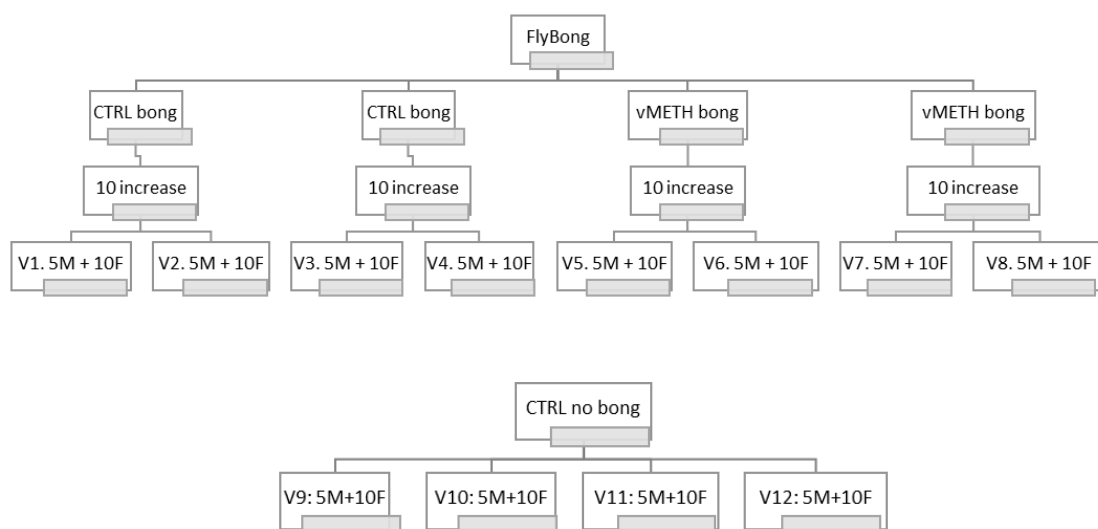 FlyBong
CTRL bong
CTRL bong
vMETH bong
vMETH bong
10 increase
10 increase
10 increase
10 increase
V1. 5M + 10F
V2. 5M + 10F
V3. 5M + 10F
V4. 5M + 10F
V5. 5M + 10F
V6. 5M + 10F
V7. 5M + 10F
V8. 5M + 10F
CTRL no bong
V9: 5M+10F
V10: 5M+10F
V11: 5M+10F
V12: 5M+10F